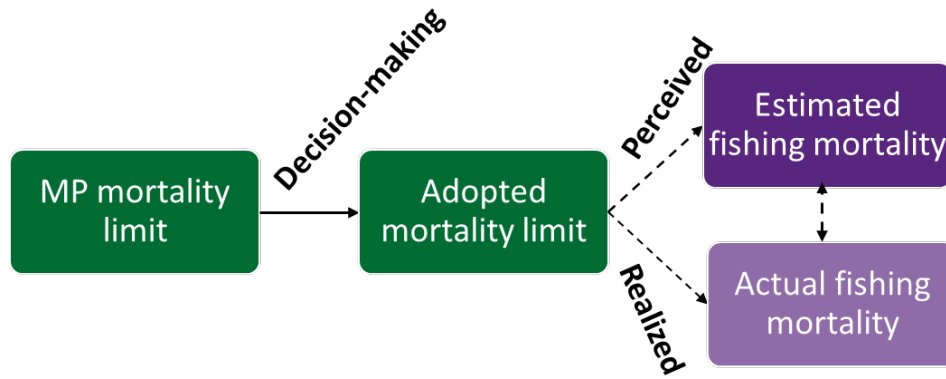 MP mortality
limit
Decision-making
Adopted
mortality limit
Perceived
Estimated
fishing mortality
Realized
Actual fishing
mortality